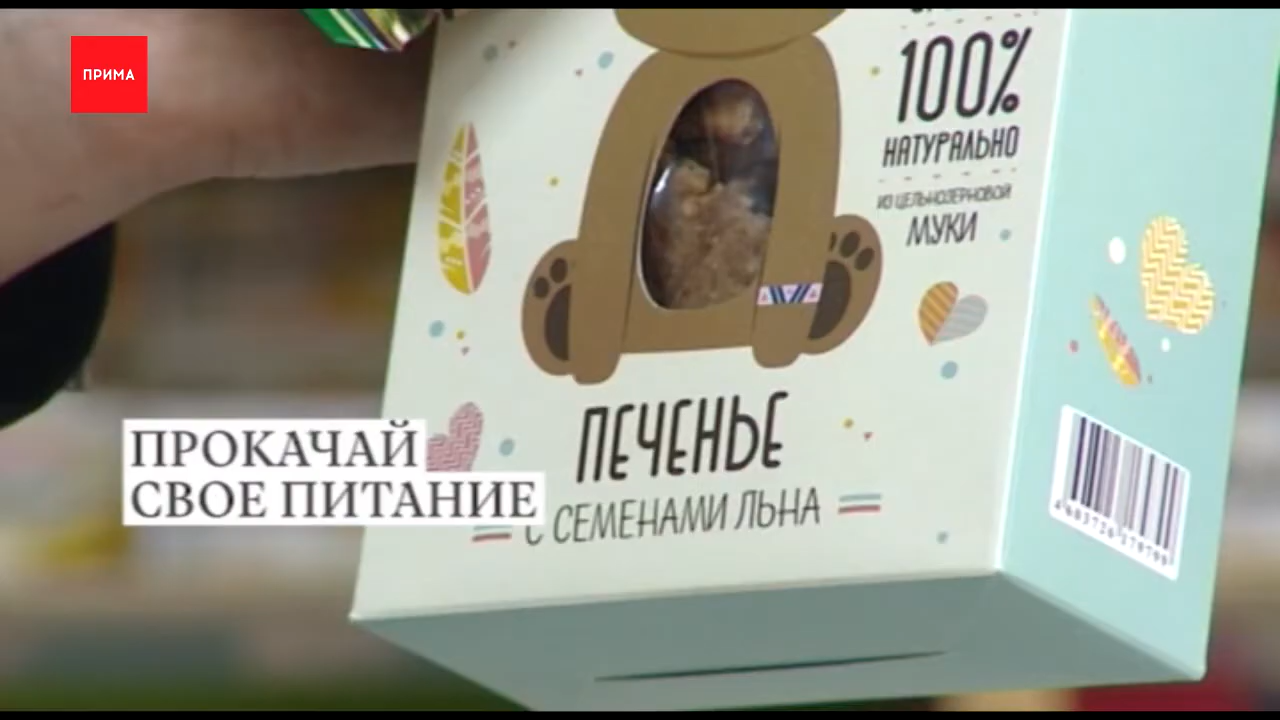 ПРИМА
100%
НАТУРАЛЬНО
ИЗ ЦЕЛЬНОЗЕРНОВОЙ
МУКИ
ПЕЧЕНЬЕ
С СЕМЕНАМИ ЛЬНА
ПРОКАЧАЙ
СВОЕ ПИТАНИЕ